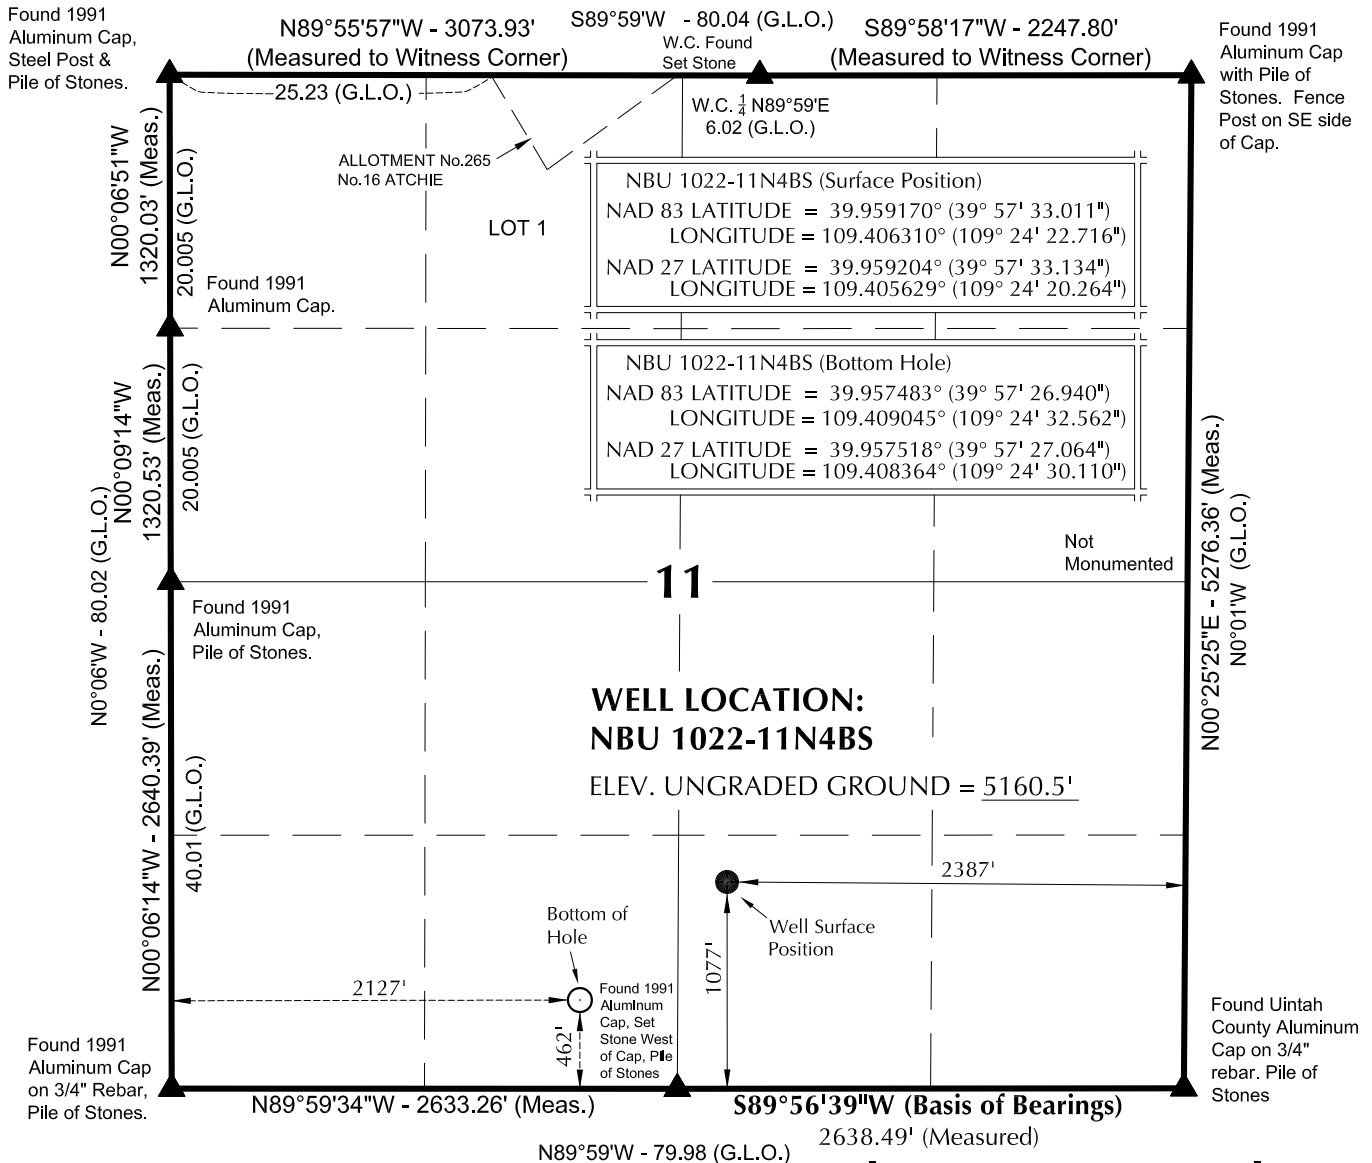 Found 1991
Aluminum Cap,
Steel Post &
Pile of Stones.
N89°55'57"W - 3073.93'
(Measured to Witness Corner)
S89°59'W - 80.04 (G.L.O.)
W.C. Found
Set Stone
S89°58'17"W - 2247.80'
(Measured to Witness Corner)
Found 1991
Aluminum Cap
with Pile of
Stones. Fence
Post on SE side
of Cap.
25.23 (G.L.O.)
W.C. 1/4 N89°59'E
6.02 (G.L.O.)
ALLOTMENT No.265
No.16 ATCHIE
LOT 1
N00°06'51"W
1320.03' (Meas.)
20.005 (G.L.O.)
NBU 1022-11N4BS (Surface Position)
NAD 83 LATITUDE = 39.959170° (39° 57' 33.011")
LONGITUDE = 109.406310° (109° 24' 22.716")
NAD 27 LATITUDE = 39.959204° (39° 57' 33.134")
LONGITUDE = 109.405629° (109° 24' 20.264")
Found 1991
Aluminum Cap.
NBU 1022-11N4BS (Bottom Hole)
NAD 83 LATITUDE = 39.957483° (39° 57' 26.940")
LONGITUDE = 109.409045° (109° 24' 32.562")
NAD 27 LATITUDE = 39.957518° (39° 57' 27.064")
LONGITUDE = 109.408364° (109° 24' 30.110")
N0°06'W - 80.02 (G.L.O.)
N00°09'14"W
1320.53' (Meas.)
20.005 (G.L.O.)
N00°25'25"E - 5276.36' (Meas.)
N0°01'W (G.L.O.)
Not
Monumented
11
Found 1991
Aluminum Cap,
Pile of Stones.
N00°06'14"W - 2640.39' (Meas.)
40.01 (G.L.O.)
WELL LOCATION:
NBU 1022-11N4BS
ELEV. UNGRADED GROUND = 5160.5'
2387'
Well Surface
Position
1077'
Bottom of
Hole
2127'
462'
Found 1991
Aluminum
Cap, Set
Stone West
of Cap, Pile
of Stones
Found Uintah
County Aluminum
Cap on 3/4"
rebar. Pile of
Stones
Found 1991
Aluminum Cap
on 3/4" Rebar,
Pile of Stones.
N89°59'34"W - 2633.26' (Meas.)
S89°56'39"W (Basis of Bearings)
2638.49' (Measured)
N89°59'W - 79.98 (G.L.O.)